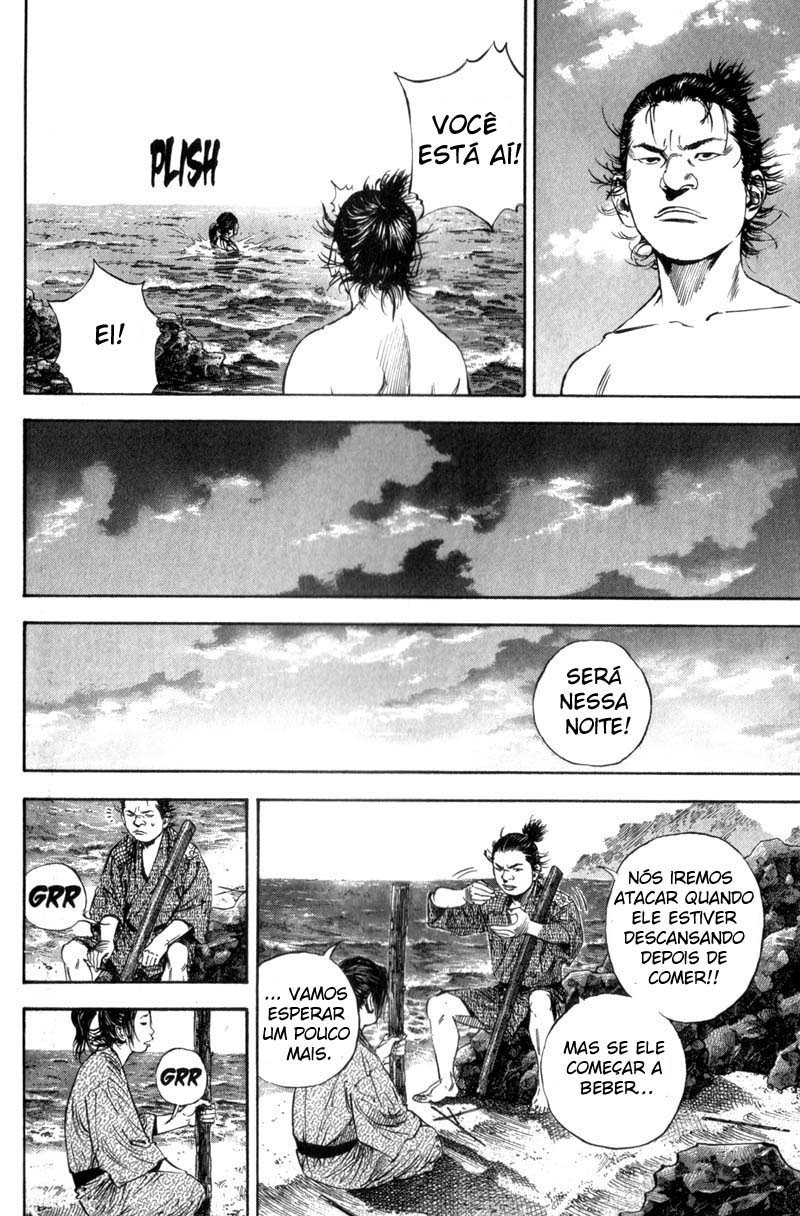 VOCÊ
ESTÁ AÍ!
PLISH
EI!
SERÁ
NESSA
NOITE!
NÓS IREMOS
ATACAR QUANDO
ELE ESTIVER
DESCANSANDO
DEPOIS DE
COMER!!
MAS SE ELE
COMEÇAR A
BEBER...
... VAMOS
ESPERAR
UM POUCO
MAIS.
GRR
GRR